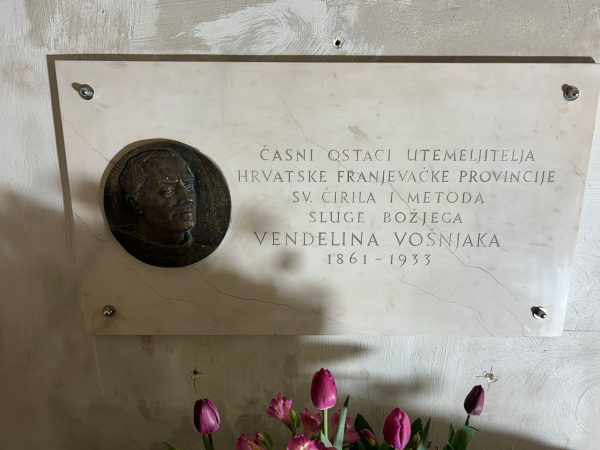 ČASNI OSTACI UTEMELJITELJA
HRVATSKE FRANJEVAČKE PROVINCIJE
SV. ĆIRILA I METODA
SLUGE BOŽJEGA
VENDELINA VOŠNJAKA
1861-1933